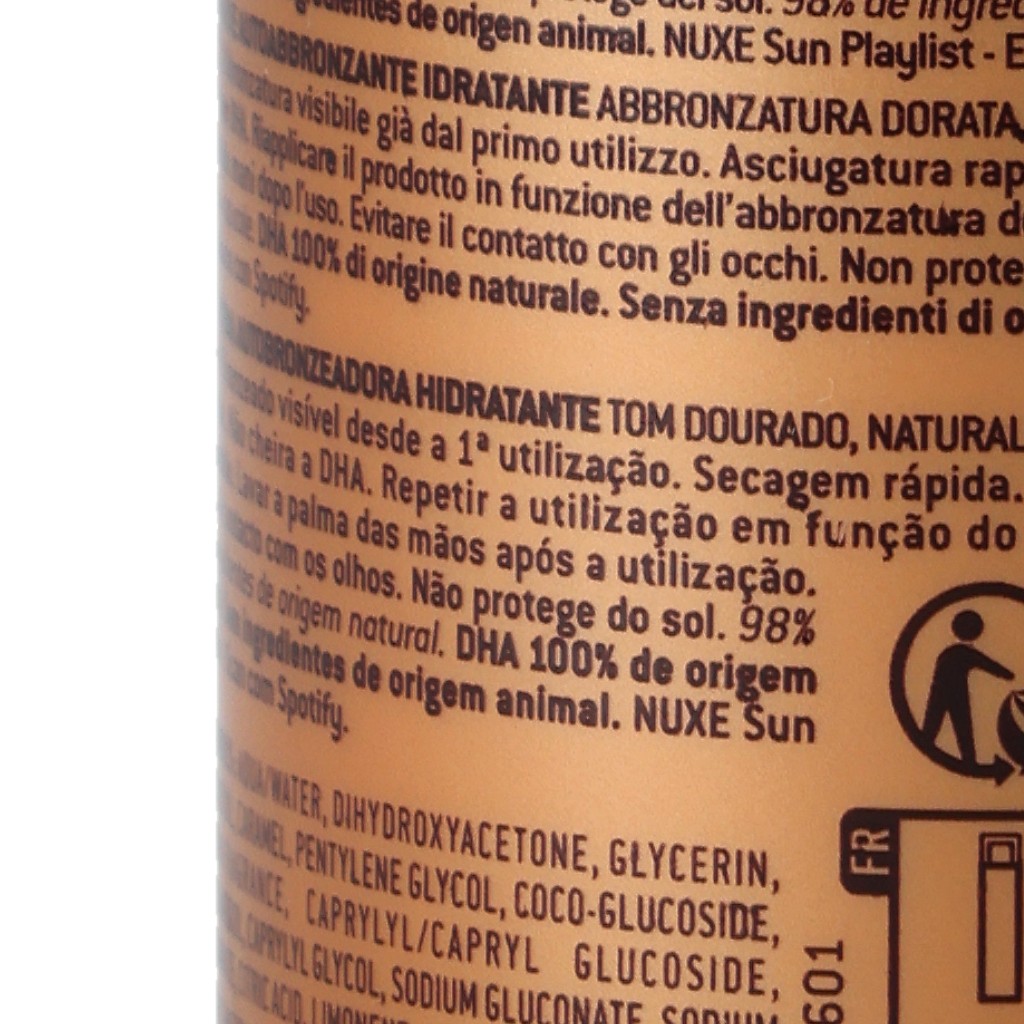 de origen animal. NUXE Sun Playlist - E
IDRATANTE ABBRONZATURA DORATA,
visibile già dal primo utilizzo. Asciugatura rap
Riapplicare il prodotto in funzione dell'abbronzatura d
dopo l'uso. Evitare il contatto con gli occhi. Non prote
DHA 100% di origine naturale. Senza ingredienti di o
con Spotify.
AUTOBRONZEADORA HIDRATANTE TOM DOURADO, NATURAL
visível desde a 1ª utilização. Secagem rápida.
cheira a DHA. Repetir a utilização em função do
Lavar a palma das mãos após a utilização.
com os olhos. Não protege do sol. 98%
de origem natural. DHA 100% de origem
ingredientes de origem animal. NUXE Sun
com Spotify.
AQUA/WATER, DIHYDROXYACETONE, GLYCERIN,
CARAMEL, PENTYLENE GLYCOL, COCO-GLUCOSIDE,
CAPRYLYL/CAPRYL GLUCOSIDE,
CAPRYLYL GLYCOL, SODIUM GLUCONATE, SODIUM
CITRIC ACID, LIMONENE
FR
601